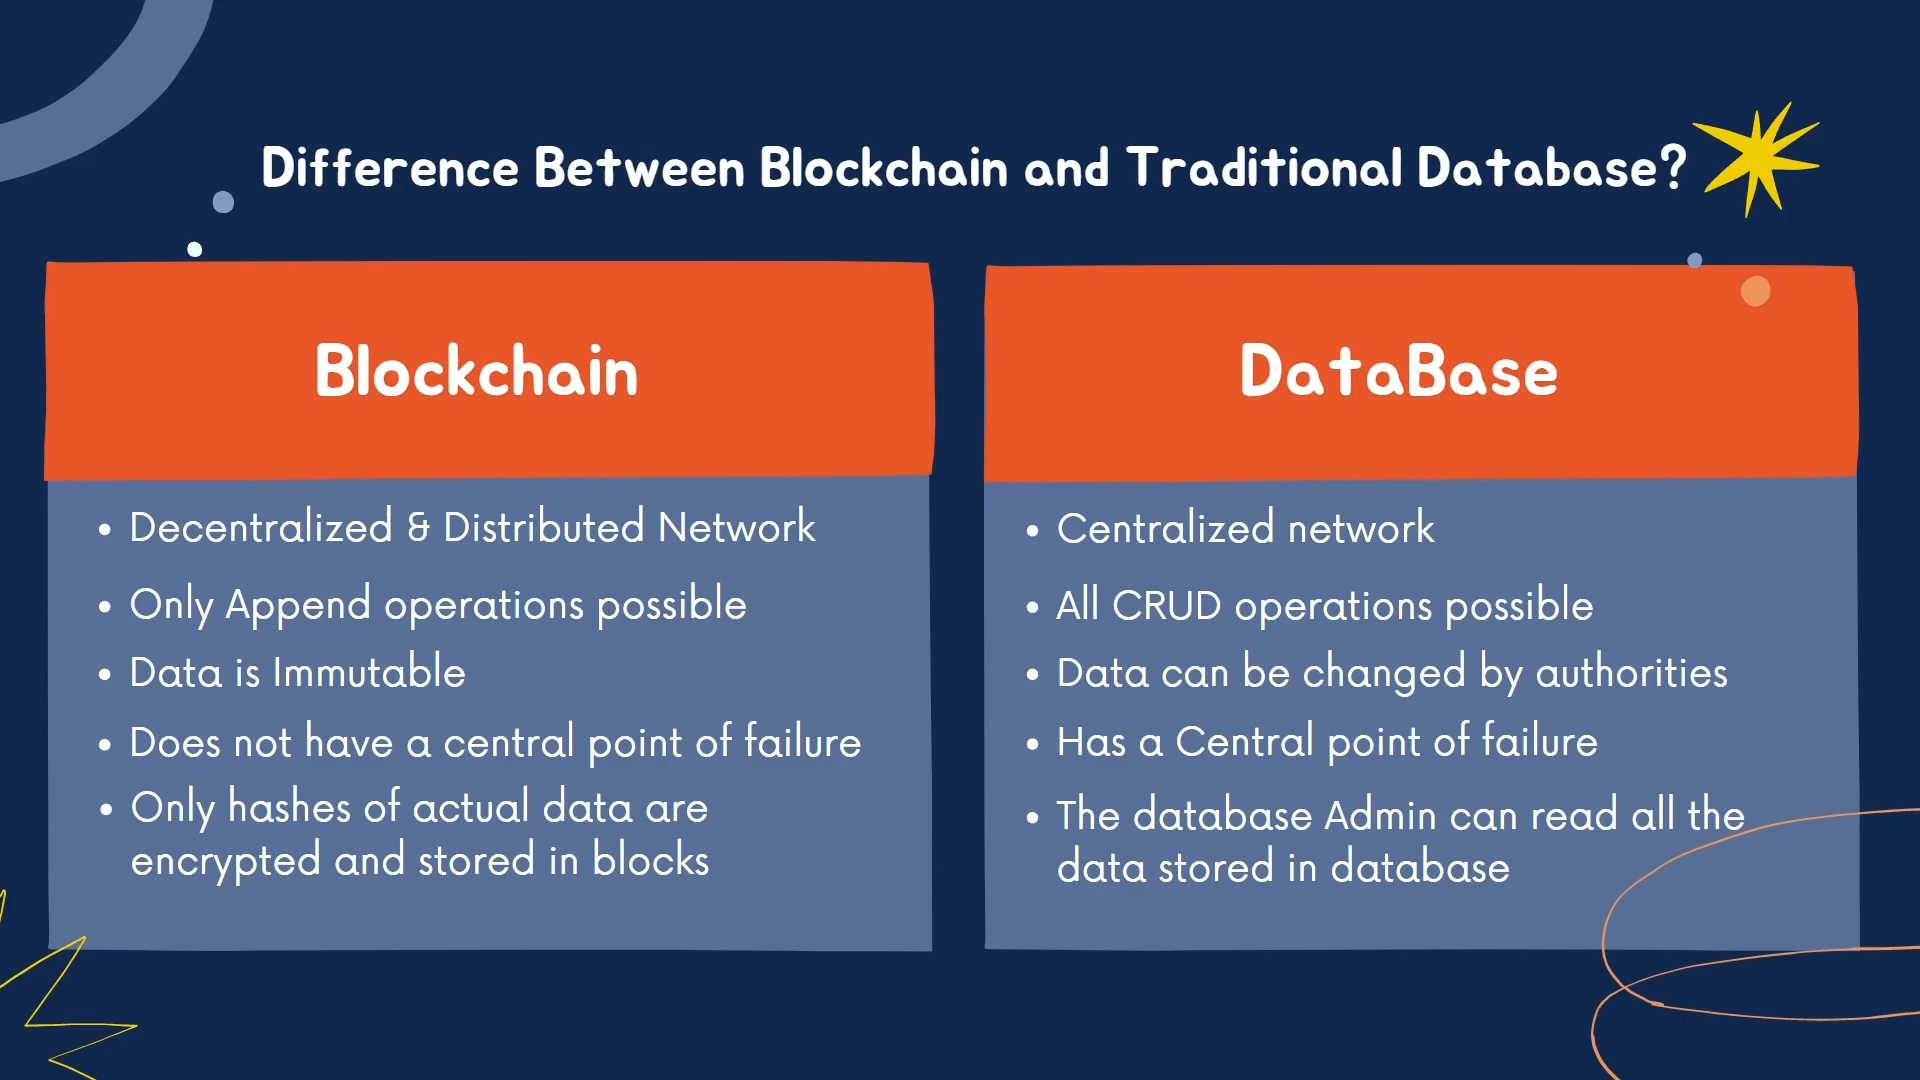 Difference Between Blockchain and Traditional Database?
Blockchain
• Decentralized & Distributed Network
• Only Append operations possible
• Data is Immutable
• Does not have a central point of failure
• Only hashes of actual data are
encrypted and stored in blocks
DataBase
• Centralized network
• All CRUD operations possible
• Data can be changed by authorities
• Has a Central point of failure
• The database Admin can read all the
data stored in database